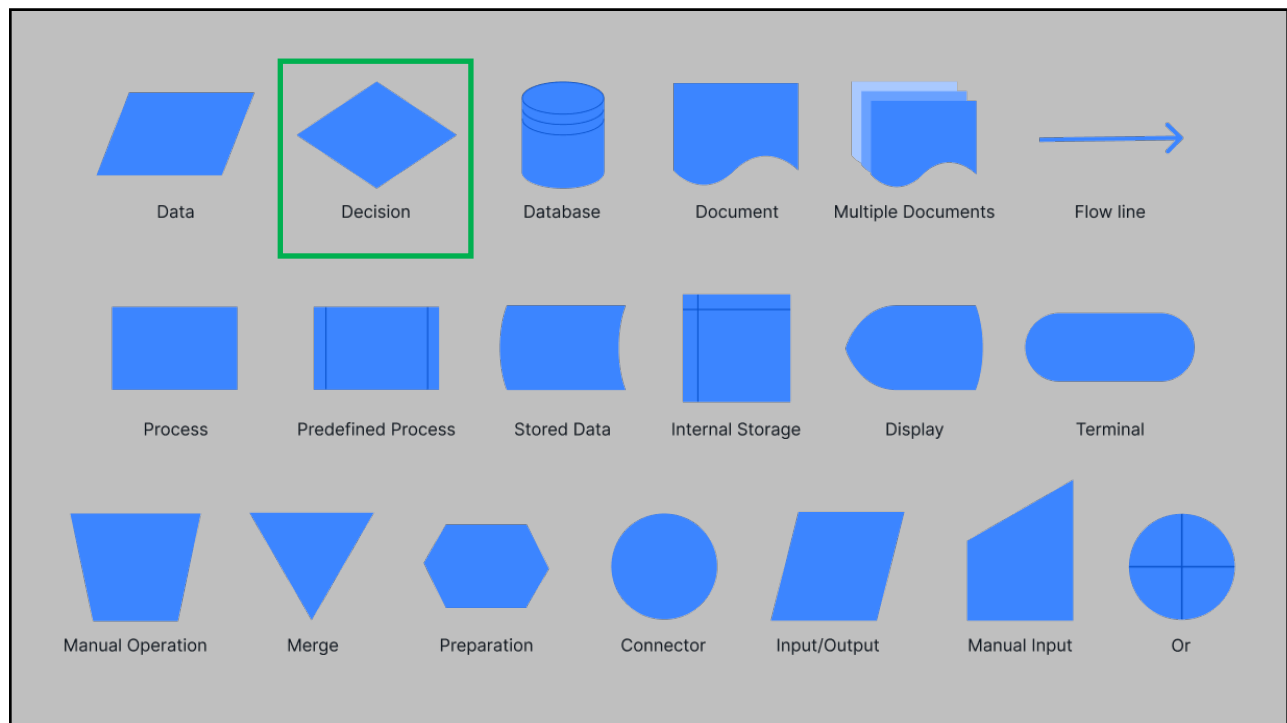 Data
Decision
Database
Document
Multiple Documents
Flow line
Process
Predefined Process
Stored Data
Internal Storage
Display
Terminal
Manual Operation
Merge
Preparation
Connector
Input/Output
Manual Input
Or